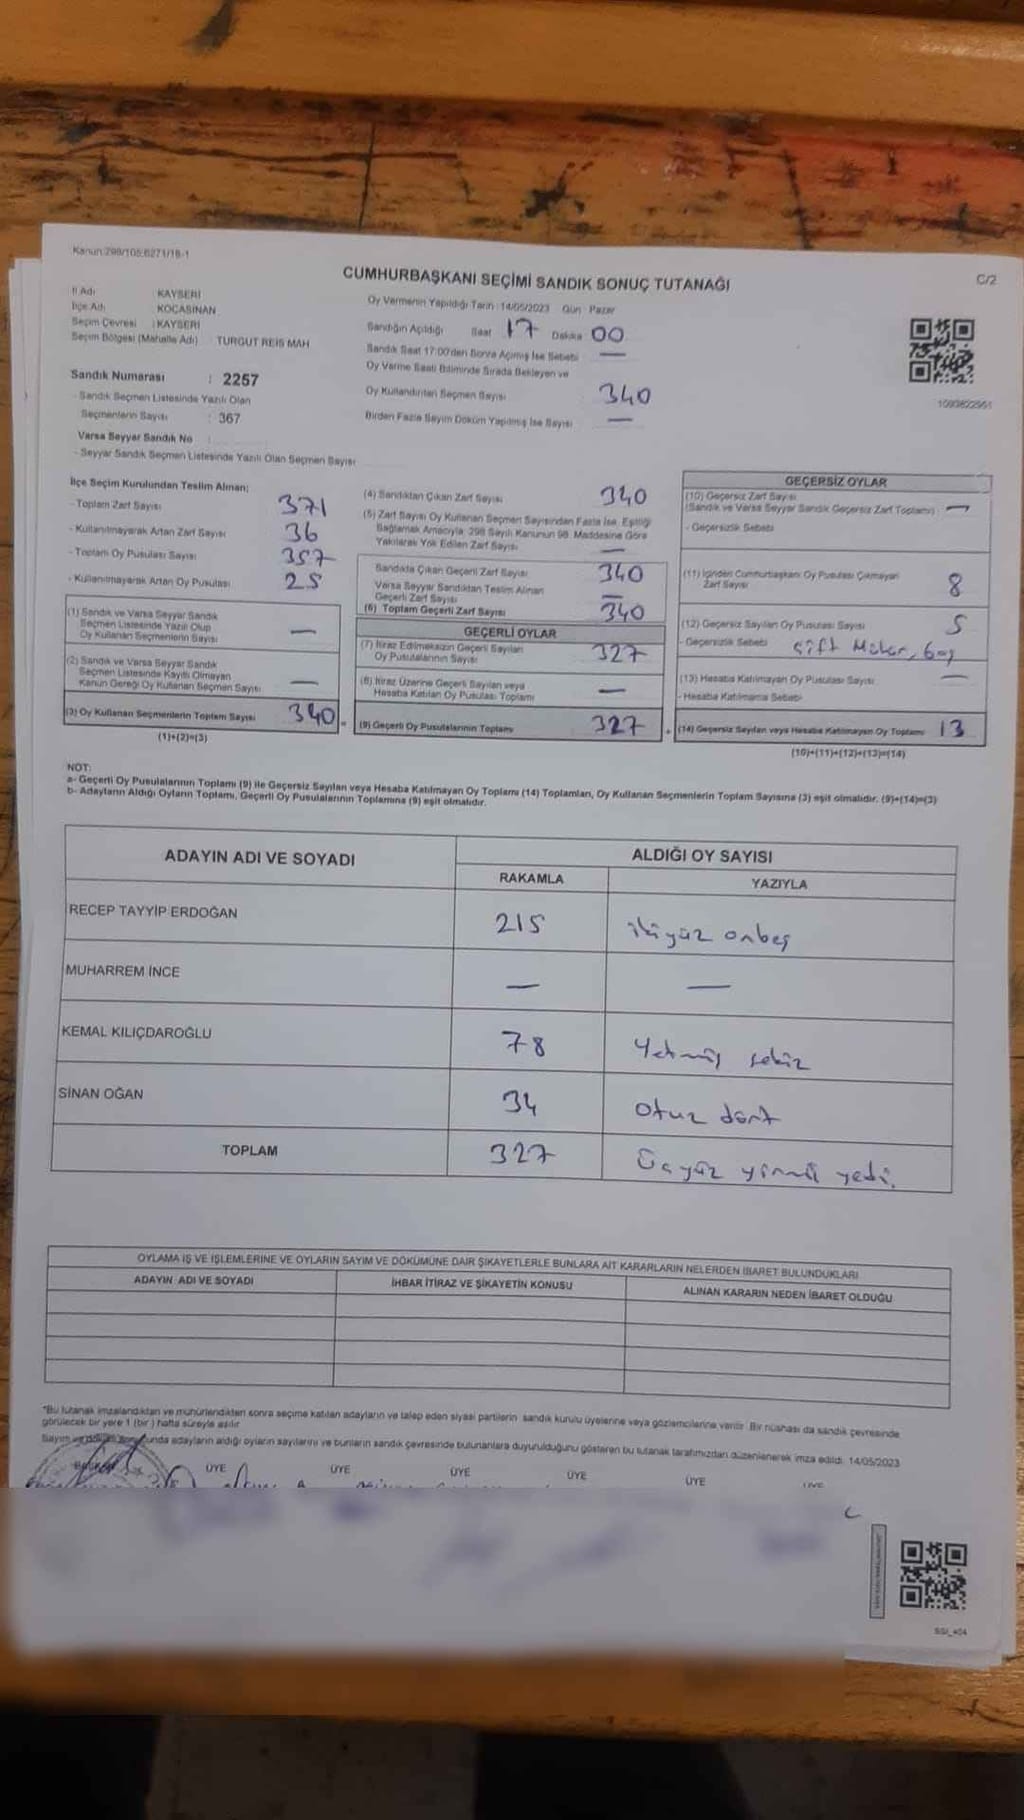 Kanun:298/105;6271/18-1
C/2
CUMHURBAŞKANI SEÇİMİ SANDIK SONUÇ TUTANAĞI
İl Adı KAYSERİ
İlçe Adı KOCASİNAN
Seçim Çevresi : KAYSERİ
Seçim Bölgesi (Mahalle Adı) : TURGUT REİS MAH
Sandık Numarası : 2257
- Sandık Seçmen Listesinde Yazılı Olan
Seçmenlerin Sayısı : 367
Varsa Seyyar Sandık No :
- Seyyar Sandık Seçmen Listesinde Yazılı Olan Seçmen Sayısı
Oy Vermenin Yapıldığı Tarih : 14/05/2023 Gün : Pazar
Sandığın Açıldığı Saat 17 Dakika 00
Sandık Saat 17:00'den Sonra Açılmış İse Sebebi —
Oy Verme Saati Bitiminde Sırada Bekleyen ve
Oy Kullandırılan Seçmen Sayısı 340
Birden Fazla Sayım Döküm Yapılmış İse Sayısı —
İlçe Seçim Kurulundan Teslim Alınan;
- Toplam Zarf Sayısı 371
- Kullanılmayarak Artan Zarf Sayısı 36
- Toplam Oy Pusulası Sayısı 357
- Kullanılmayarak Artan Oy Pusulası 25
(1) Sandık ve Varsa Seyyar Sandık
Seçmen Listesinde Yazılı Olup
Oy Kullanan Seçmenlerin Sayısı —
(2) Sandık ve Varsa Seyyar Sandık
Seçmen Listesinde Kayıtlı Olmayan
Kanun Gereği Oy Kullanan Seçmen Sayısı —
(3) Oy Kullanan Seçmenlerin Toplam Sayısı 340 =
(1)+(2)=(3)
(4) Sandıktan Çıkan Zarf Sayısı 340
(5) Zarf Sayısı Oy Kullanan Seçmen Sayısından Fazla İse, Eşitliği
Bağlamak Amacıyla, 298 Sayılı Kanunun 98. Maddesine Göre
Yakılarak Yok Edilen Zarf Sayısı —
Sandıkta Çıkan Geçerli Zarf Sayısı 340
Varsa Seyyar Sandıktan Teslim Alınan
Geçerli Zarf Sayısı —
(6) Toplam Geçerli Zarf Sayısı 340
GEÇERLİ OYLAR
(7) İtiraz Edilmeksizin Geçerli Sayılan
Oy Pusulalarının Sayısı 327
(8) İtiraz Üzerine Geçerli Sayılan veya
Hesaba Katılan Oy Pusulası Toplamı —
(9) Geçerli Oy Pusulalarının Toplamı 327 +
1093622951
GEÇERSİZ OYLAR
(10) Geçersiz Zarf Sayısı
(Sandık ve Varsa Seyyar Sandık Geçersiz Zarf Toplamı) —
- Geçersizlik Sebebi
(11) İçinden Cumhurbaşkanı Oy Pusulası Çıkmayan
Zarf Sayısı 8
(12) Geçersiz Sayılan Oy Pusulası Sayısı 5
- Geçersizlik Sebebi Çift Mühür, boş
(13) Hesaba Katılmayan Oy Pusulası Sayısı —
- Hesaba Katılmama Sebebi
(14) Geçersiz Sayılan veya Hesaba Katılmayan Oy Toplamı 13
(10)+(11)+(12)+(13)=(14)
NOT:
a- Geçerli Oy Pusulalarının Toplamı (9) ile Geçersiz Sayılan veya Hesaba Katılmayan Oy Toplamı (14) Toplamları, Oy Kullanan Seçmenlerin Toplam Sayısına (3) eşit olmalıdır. (9)+(14)=(3)
b- Adayların Aldığı Oyların Toplamı, Geçerli Oy Pusulalarının Toplamına (9) eşit olmalıdır.
ADAYIN ADI VE SOYADI ALDIĞI OY SAYISI
RAKAMLA YAZIYLA
RECEP TAYYİP ERDOĞAN 215 ikiyüz onbeş
MUHARREM İNCE — —
KEMAL KILIÇDAROĞLU 78 Yetmiş sekiz
SİNAN OĞAN 34 otuz dört
TOPLAM 327 Üçyüz yirmi yedi.
OYLAMA İŞ VE İŞLEMLERİNE VE OYLARIN SAYIM VE DÖKÜMÜNE DAİR ŞİKAYETLERLE BUNLARA AİT KARARLARIN NELERDEN İBARET BULUNDUKLARI
ADAYIN ADI VE SOYADI İHBAR İTİRAZ VE ŞİKAYETİN KONUSU ALINAN KARARIN NEDEN İBARET OLDUĞU
*Bu tutanak imzalandıktan ve mühürlendikten sonra seçime katılan adayların ve talep eden siyasi partilerin sandık kurulu üyelerine veya gözlemcilerine verilir. Bir nüshası da sandık çevresinde
görülecek bir yere 1 (bir) hafta süreyle asılır.
Sayım ve döküm sonunda adayların aldığı oyların sayılarını ve bunların sandık çevresinde bulunanlara duyurulduğunu gösteren bu tutanak tarafımızdan düzenlenerek imza edildi. 14/05/2023
BAŞKAN ÜYE ÜYE ÜYE ÜYE ÜYE ÜYE